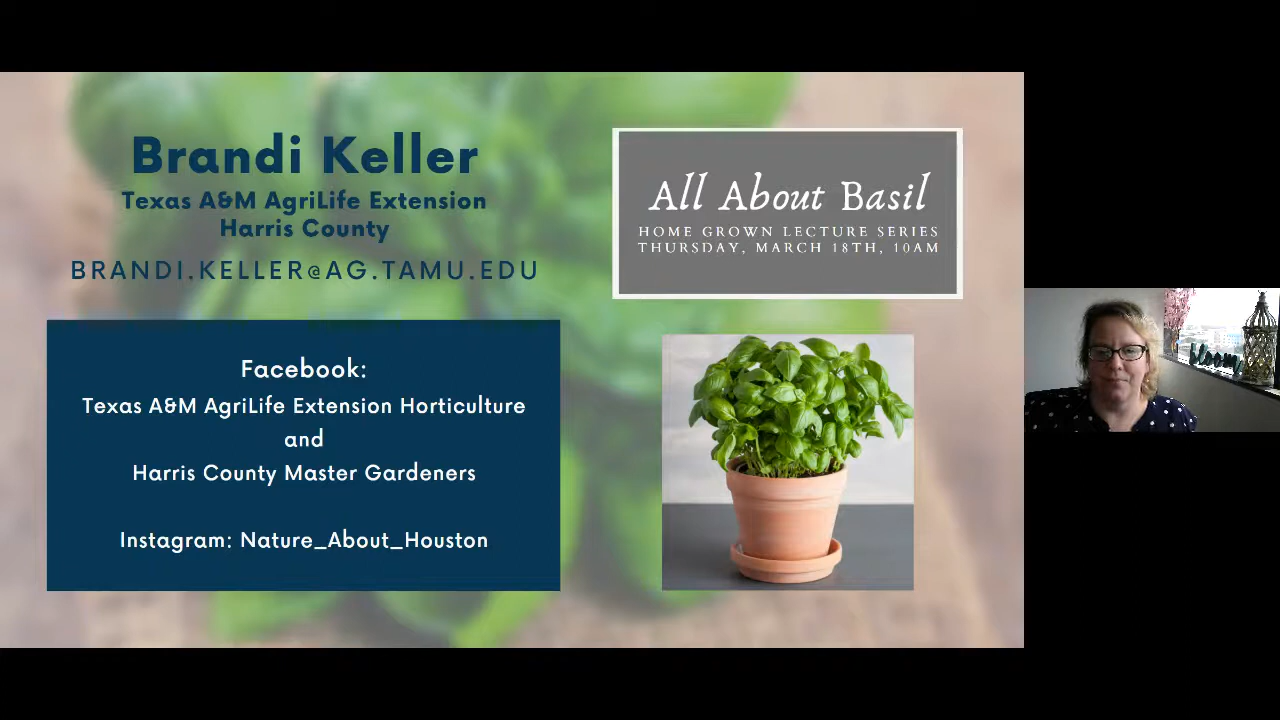 Brandi Keller
Texas A&M AgriLife Extension
Harris County
BRANDI.KELLER@AG.TAMU.EDU
Facebook:
Texas A&M AgriLife Extension Horticulture
and
Harris County Master Gardeners
Instagram: Nature_About_Houston
All About Basil
HOME GROWN LECTURE SERIES
THURSDAY, MARCH 18TH, 10AM
bloom